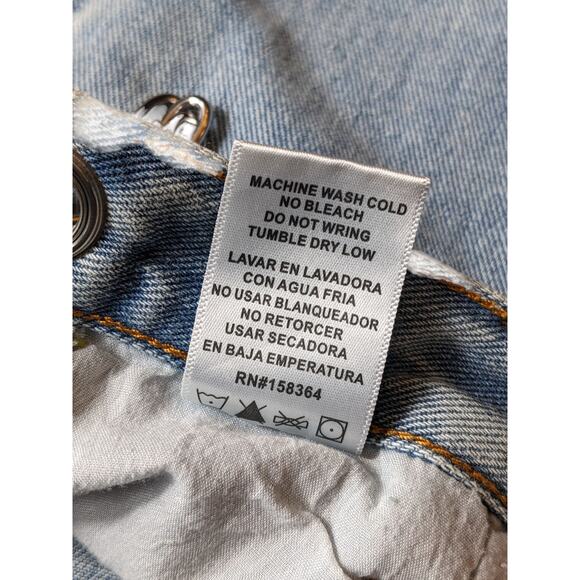 MACHINE WASH COLD
NO BLEACH
DO NOT WRING
TUMBLE DRY LOW
LAVAR EN LAVADORA
CON AGUA FRIA
NO USAR BLANQUEADOR
NO RETORCER
USAR SECADORA
EN BAJA EMPERATURA
RN#158364